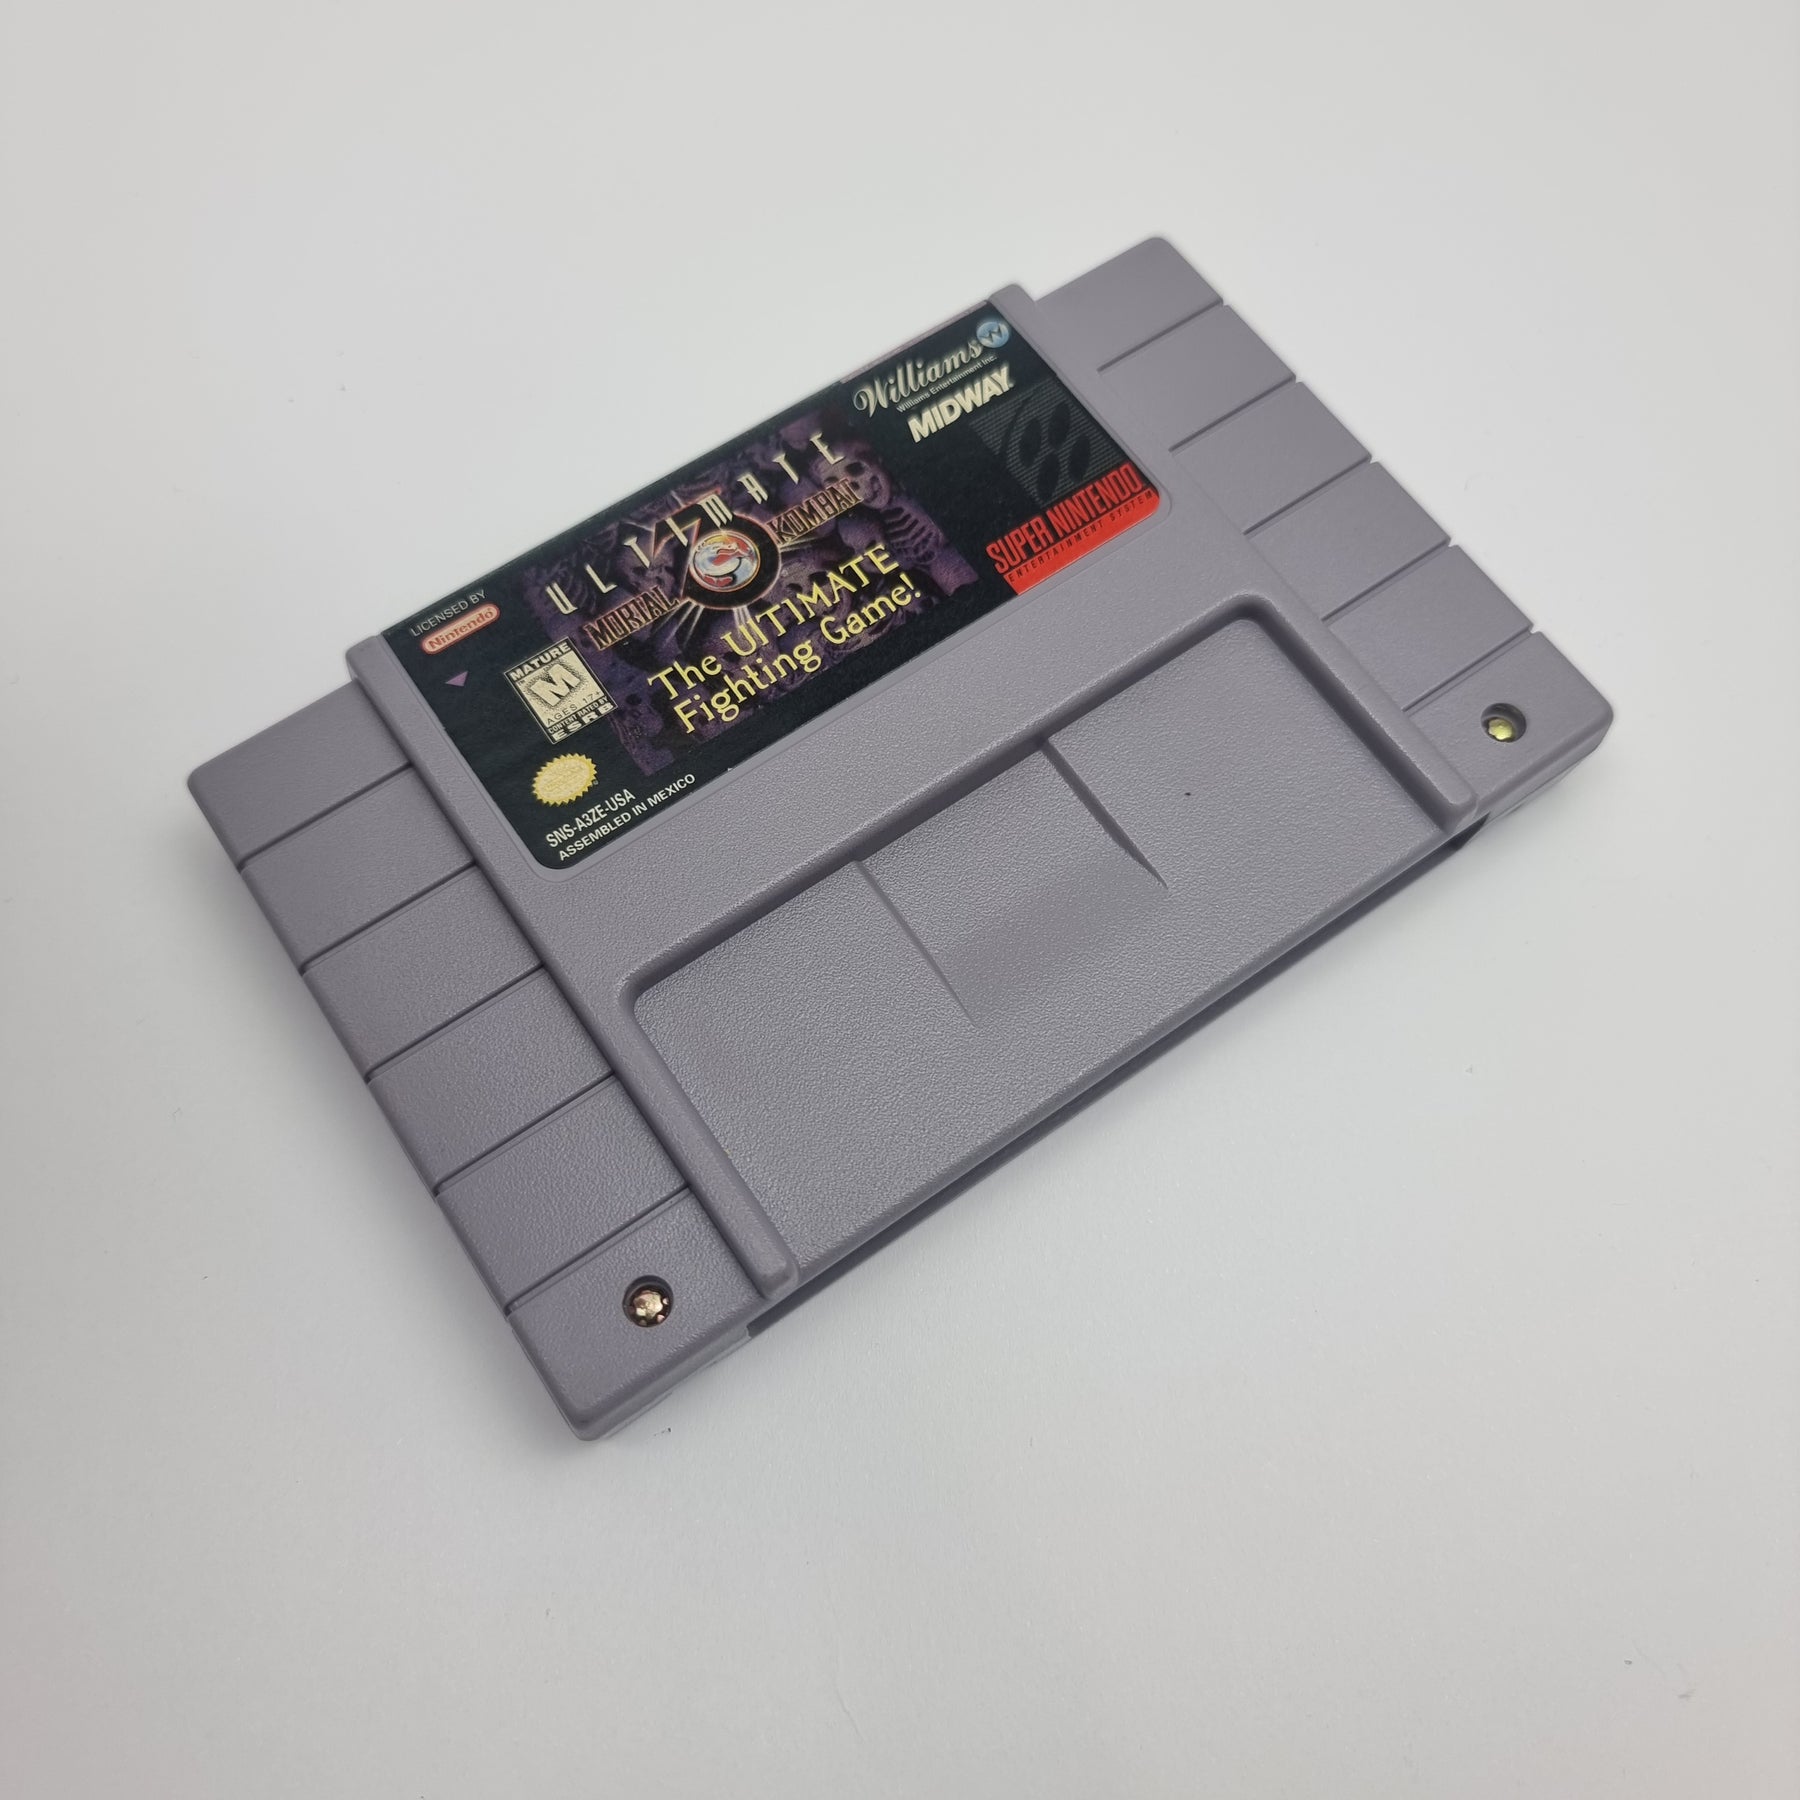 Williams
Williams Entertainment Inc.
MIDWAY
SUPER NINTENDO
ENTERTAINMENT SYSTEM
ULTIMATE
MORTAL 3 KOMBAT
The UlTIMATE
Fighting Game!
LICENSED BY
Nintendo
MATURE
M
AGES 17+
CONTENT RATED BY
ESRB
SNS-A3ZE-USA
ASSEMBLED IN MEXICO